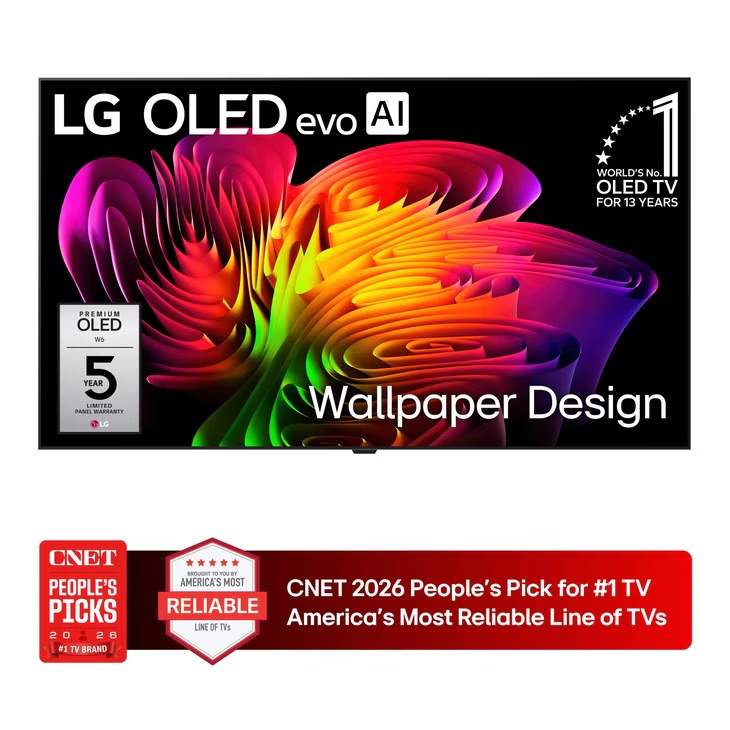 LG OLED evo AI
1
WORLD'S No.
OLED TV
FOR 13 YEARS
PREMIUM
OLED
W6
5
YEAR
LIMITED
PANEL WARRANTY
LG
Wallpaper Design
CNET
PEOPLE'S
PICKS
2026
#1 TV BRAND
BROUGHT TO YOU BY
AMERICA'S MOST
RELIABLE
LINE OF TVs
CNET 2026 People's Pick for #1 TV
America's Most Reliable Line of TVs